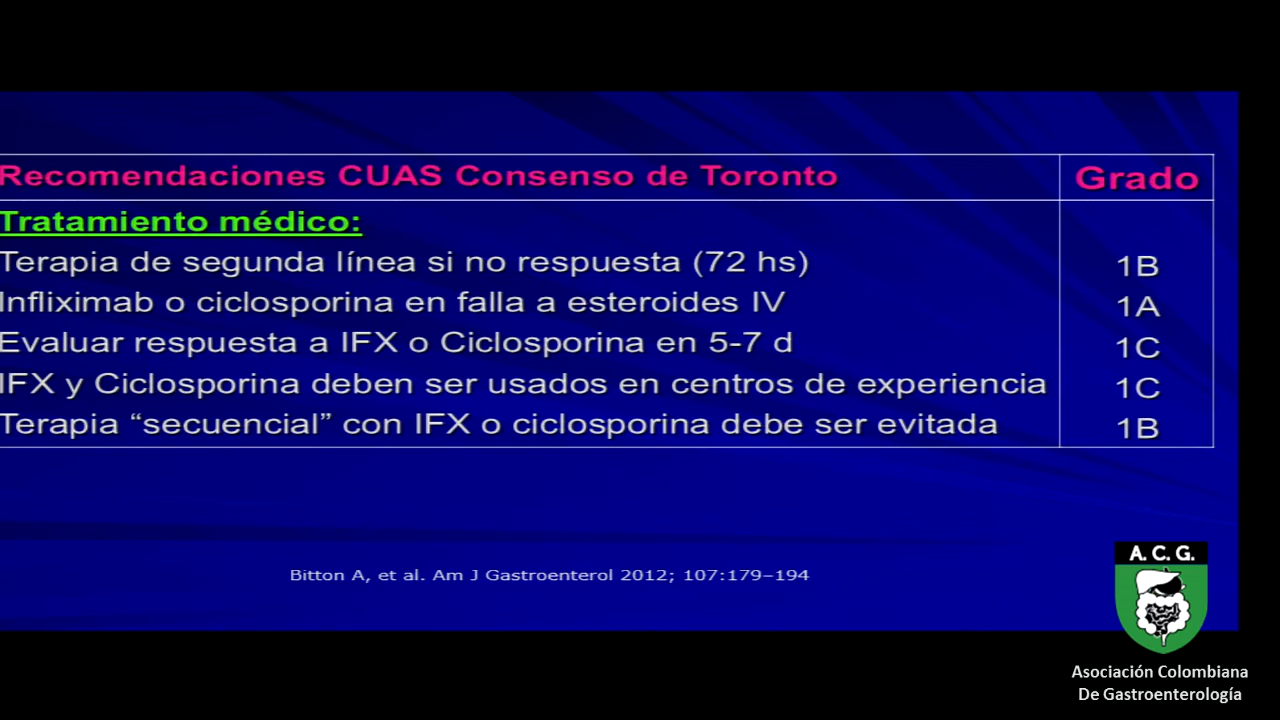 Recomendaciones CUAS Consenso de Toronto Grado
Tratamiento médico:
Terapia de segunda línea si no respuesta (72 hs) 1B
Infliximab o ciclosporina en falla a esteroides IV 1A
Evaluar respuesta a IFX o Ciclosporina en 5-7 d 1C
IFX y Ciclosporina deben ser usados en centros de experiencia 1C
Terapia “secuencial” con IFX o ciclosporina debe ser evitada 1B
Bitton A, et al. Am J Gastroenterol 2012; 107:179–194
A. C. G.
Asociación Colombiana
De Gastroenterología